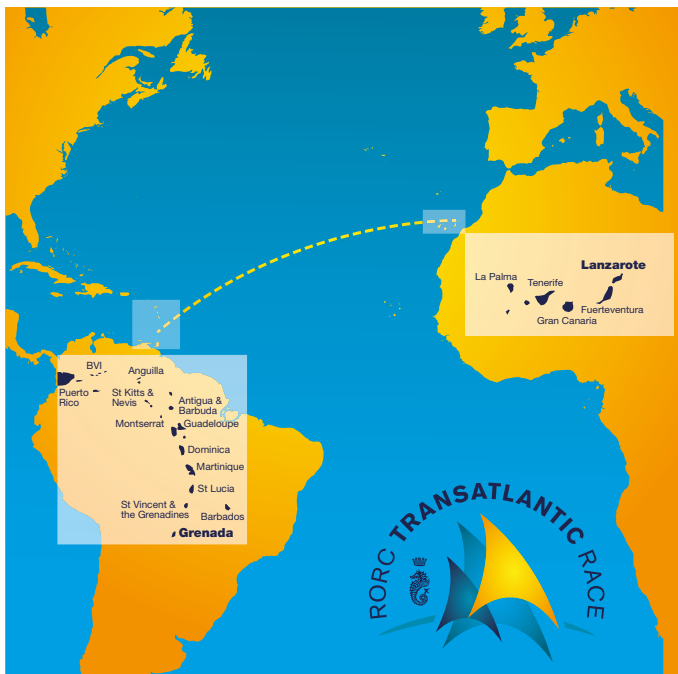 Lanzarote
La Palma
Tenerife
Fuerteventura
Gran Canaria
BVI
Anguilla
Puerto
Rico
St Kitts &
Nevis
Antigua &
Barbuda
Montserrat
Guadeloupe
Dominica
Martinique
St Lucia
St Vincent &
the Grenadines
Barbados
Grenada
RORC TRANSATLANTIC RACE